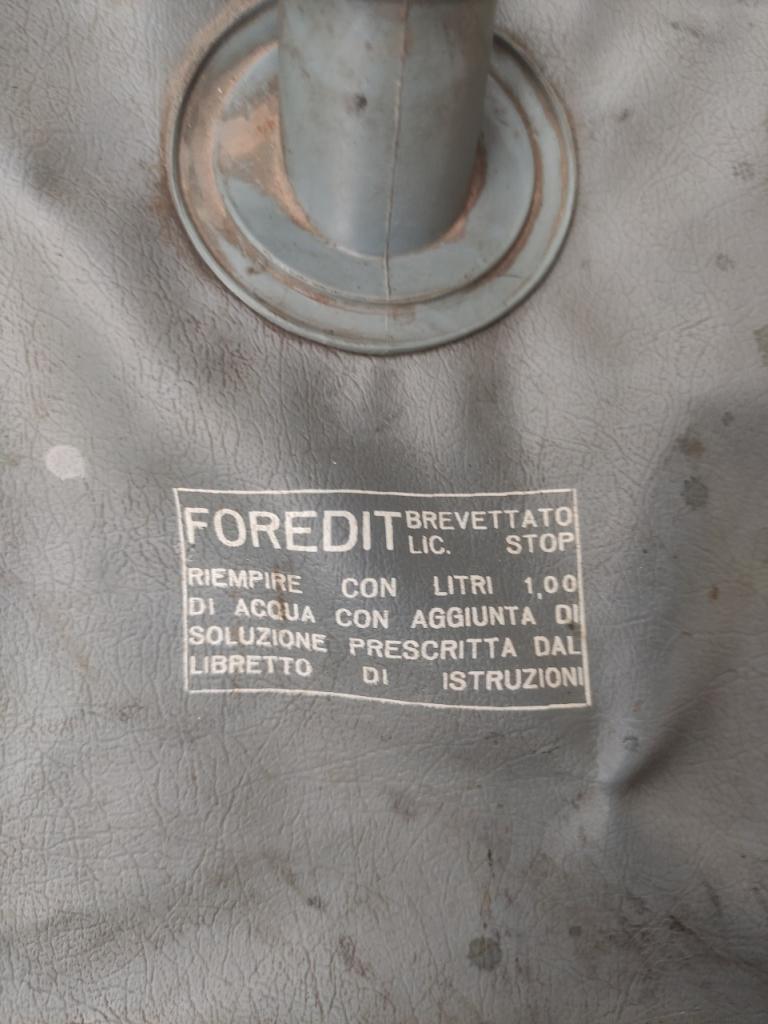 FOREDIT BREVETTATO
LIC. STOP
RIEMPIRE CON LITRI 1,00
DI ACQUA CON AGGIUNTA DI
SOLUZIONE PRESCRITTA DAL
LIBRETTO DI ISTRUZIONI